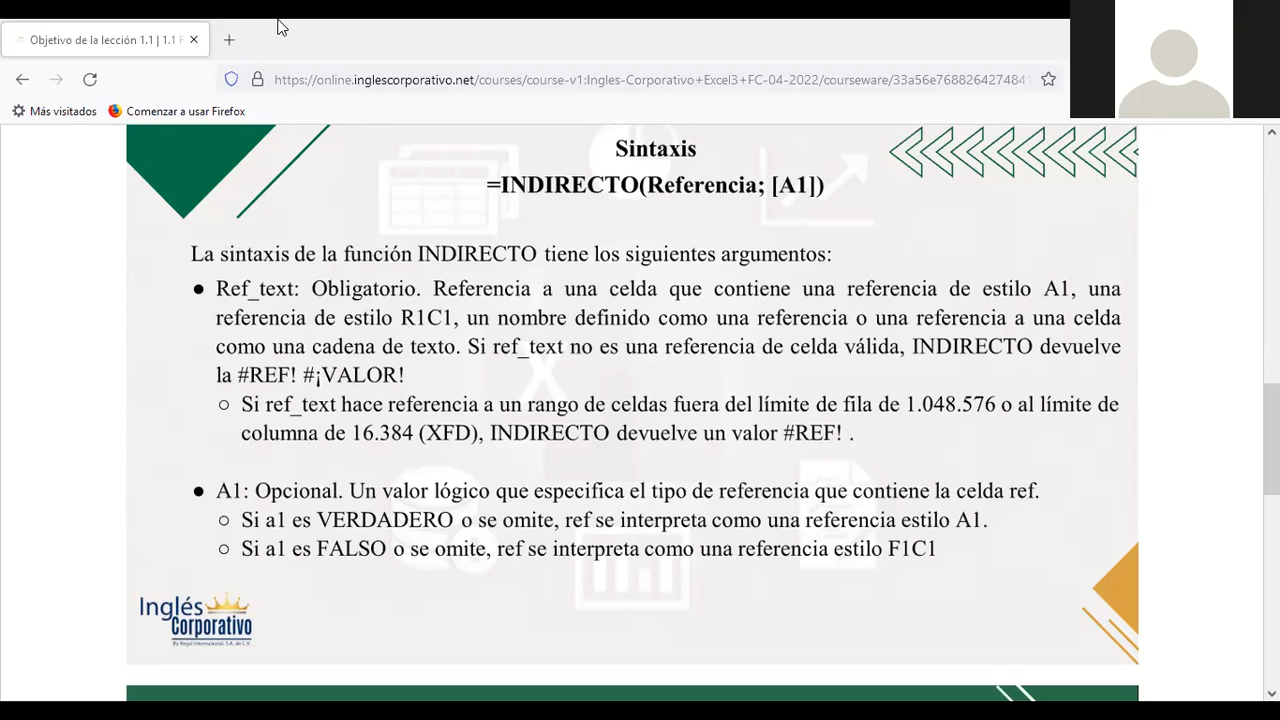 Objetivo de la lección 1.1 | 1.1 F
https://online.inglescorporativo.net/courses/course-v1:Ingles-Corporativo+Excel3+FC-04-2022/courseware/33a56e7688264274841
Más visitados
Comenzar a usar Firefox
Sintaxis
=INDIRECTO(Referencia; [A1])
La sintaxis de la función INDIRECTO tiene los siguientes argumentos:
● Ref_text: Obligatorio. Referencia a una celda que contiene una referencia de estilo A1, una
referencia de estilo R1C1, un nombre definido como una referencia o una referencia a una celda
como una cadena de texto. Si ref_text no es una referencia de celda válida, INDIRECTO devuelve
la #REF! #¡VALOR!
○ Si ref_text hace referencia a un rango de celdas fuera del límite de fila de 1.048.576 o al límite de
columna de 16.384 (XFD), INDIRECTO devuelve un valor #REF! .
● A1: Opcional. Un valor lógico que especifica el tipo de referencia que contiene la celda ref.
○ Si a1 es VERDADERO o se omite, ref se interpreta como una referencia estilo A1.
○ Si a1 es FALSO o se omite, ref se interpreta como una referencia estilo F1C1
Inglés
Corporativo
By Regal International, S.A. de C.V.